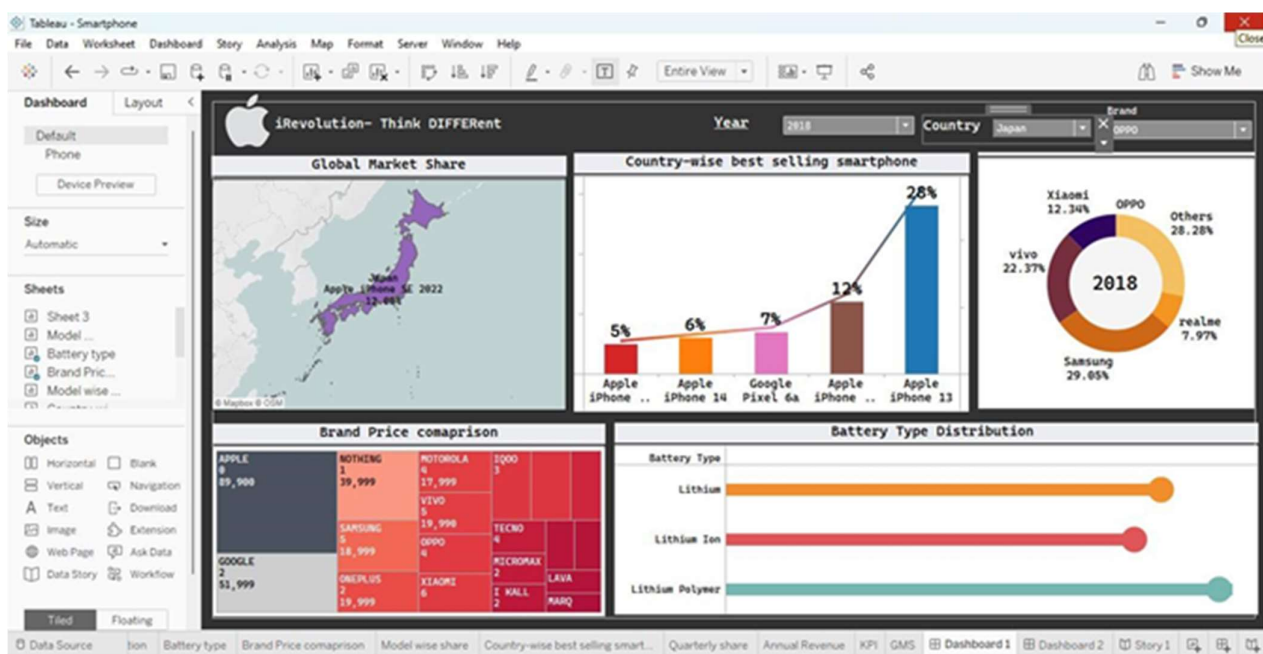 Tableau - Smartphone
Close
File Data Worksheet Dashboard Story Analysis Map Format Server Window Help
Entire View
Show Me
Dashboard Layout
Default
Phone
Device Preview
Size
Automatic
Sheets
Sheet 3
Model ...
Battery type
Brand Pric...
Model wise ...
Objects
Horizontal Blank
Vertical Navigation
Text Download
Image Extension
Web Page Ask Data
Data Story Workflow
Tiled Floating
iRevolution- Think DIFFERent
Year 2018
Country Japan
Brand
OPPO
Global Market Share
Japan
Apple iPhone SE 2022
12.00%
© Mapbox © OSM
Country-wise best selling smartphone
5% 6% 7% 12% 28%
Apple iPhone ..
Apple iPhone 14
Google Pixel 6a
Apple iPhone ..
Apple iPhone 13
Xiaomi
12.34%
OPPO
Others
28.28%
vivo
22.37%
2018
realme
7.97%
Samsung
29.05%
Brand Price comaprison
APPLE
0
89,900
GOOGLE
2
51,999
NOTHING
1
39,999
SAMSUNG
5
18,999
ONEPLUS
2
19,999
MOTOROLA
4
17,999
VIVO
5
19,990
OPPO
4
XIAOMI
6
IQOO
3
TECNO
4
MICROMAX
2
I KALL
2
LAVA
MARQ
Battery Type Distribution
Battery Type
Lithium
Lithium Ion
Lithium Polymer
Data Source tion Battery type Brand Price comaprison Model wise share Country-wise best selling smart... Quarterly share Annual Revenue KPI GMS Dashboard 1 Dashboard 2 Story 1